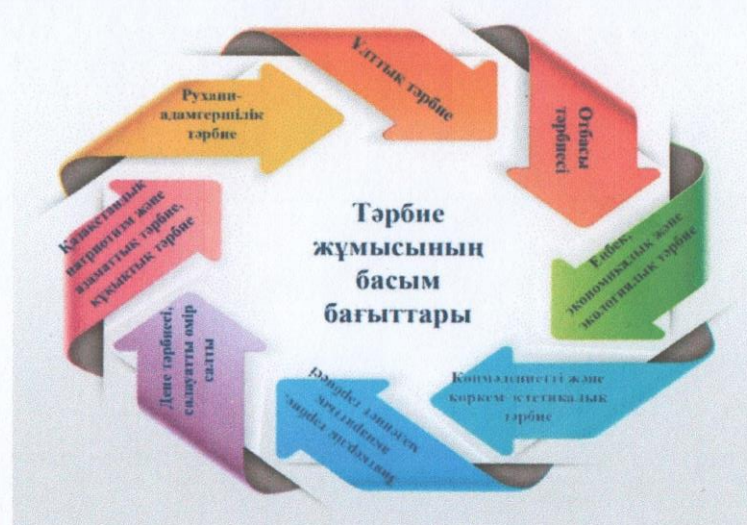 Рухани-
адамгершілік
тәрбие
Ұлттық тәрбие
Отбасы
тәрбиесі
Еңбек,
экономикалық және
экологиялық тәрбие
Көпмәдениетті және
көркем-эстетикалық
тәрбие
Зияткерлік тәрбие,
ақпараттық
мәдениет тәрбиесі
Дене тәрбиесі,
салауатты өмір
салты
Қазақстандық
патриотизм және
азаматтық тәрбие,
құқықтық тәрбие
Тәрбие
жұмысының
басым
бағыттары